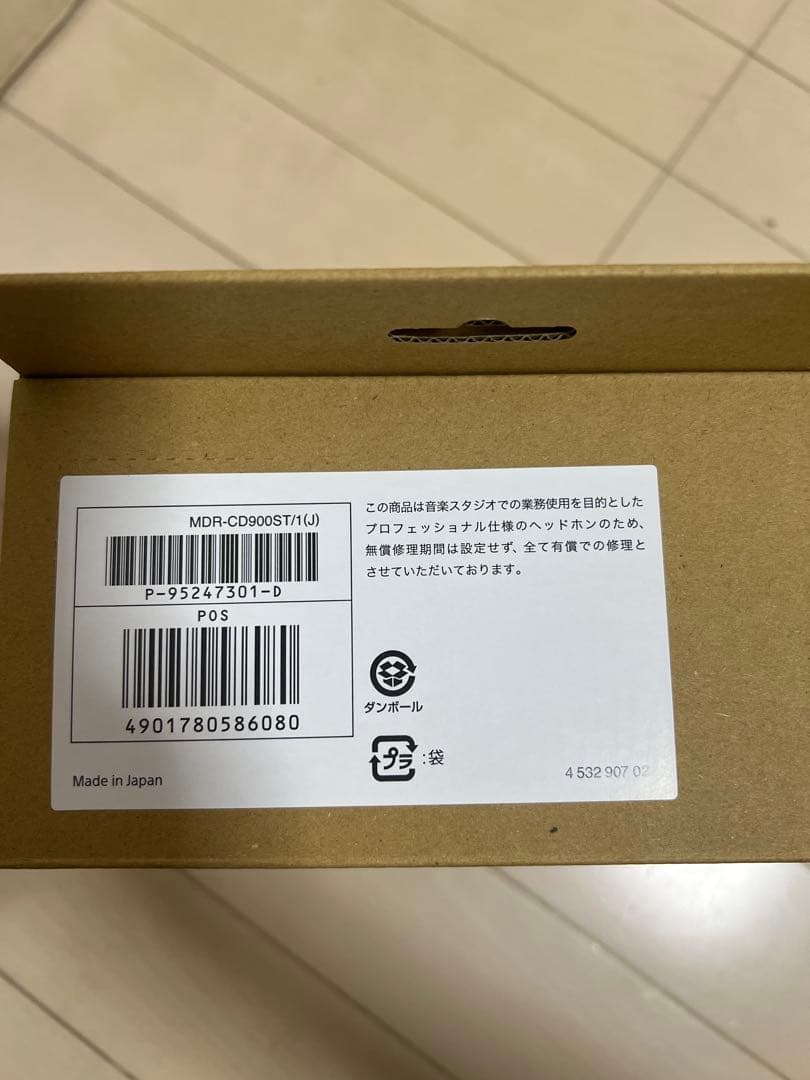 MDR-CD900ST/1(J)
P-95247301-D
POS
4901780586080
Made in Japan
この商品は音楽スタジオでの業務使用を目的とした
プロフェッショナル仕様のヘッドホンのため、
無償修理期間は設定せず、全て有償での修理と
させていただいております。
ダンボール
プラ:袋
4 532 907 02